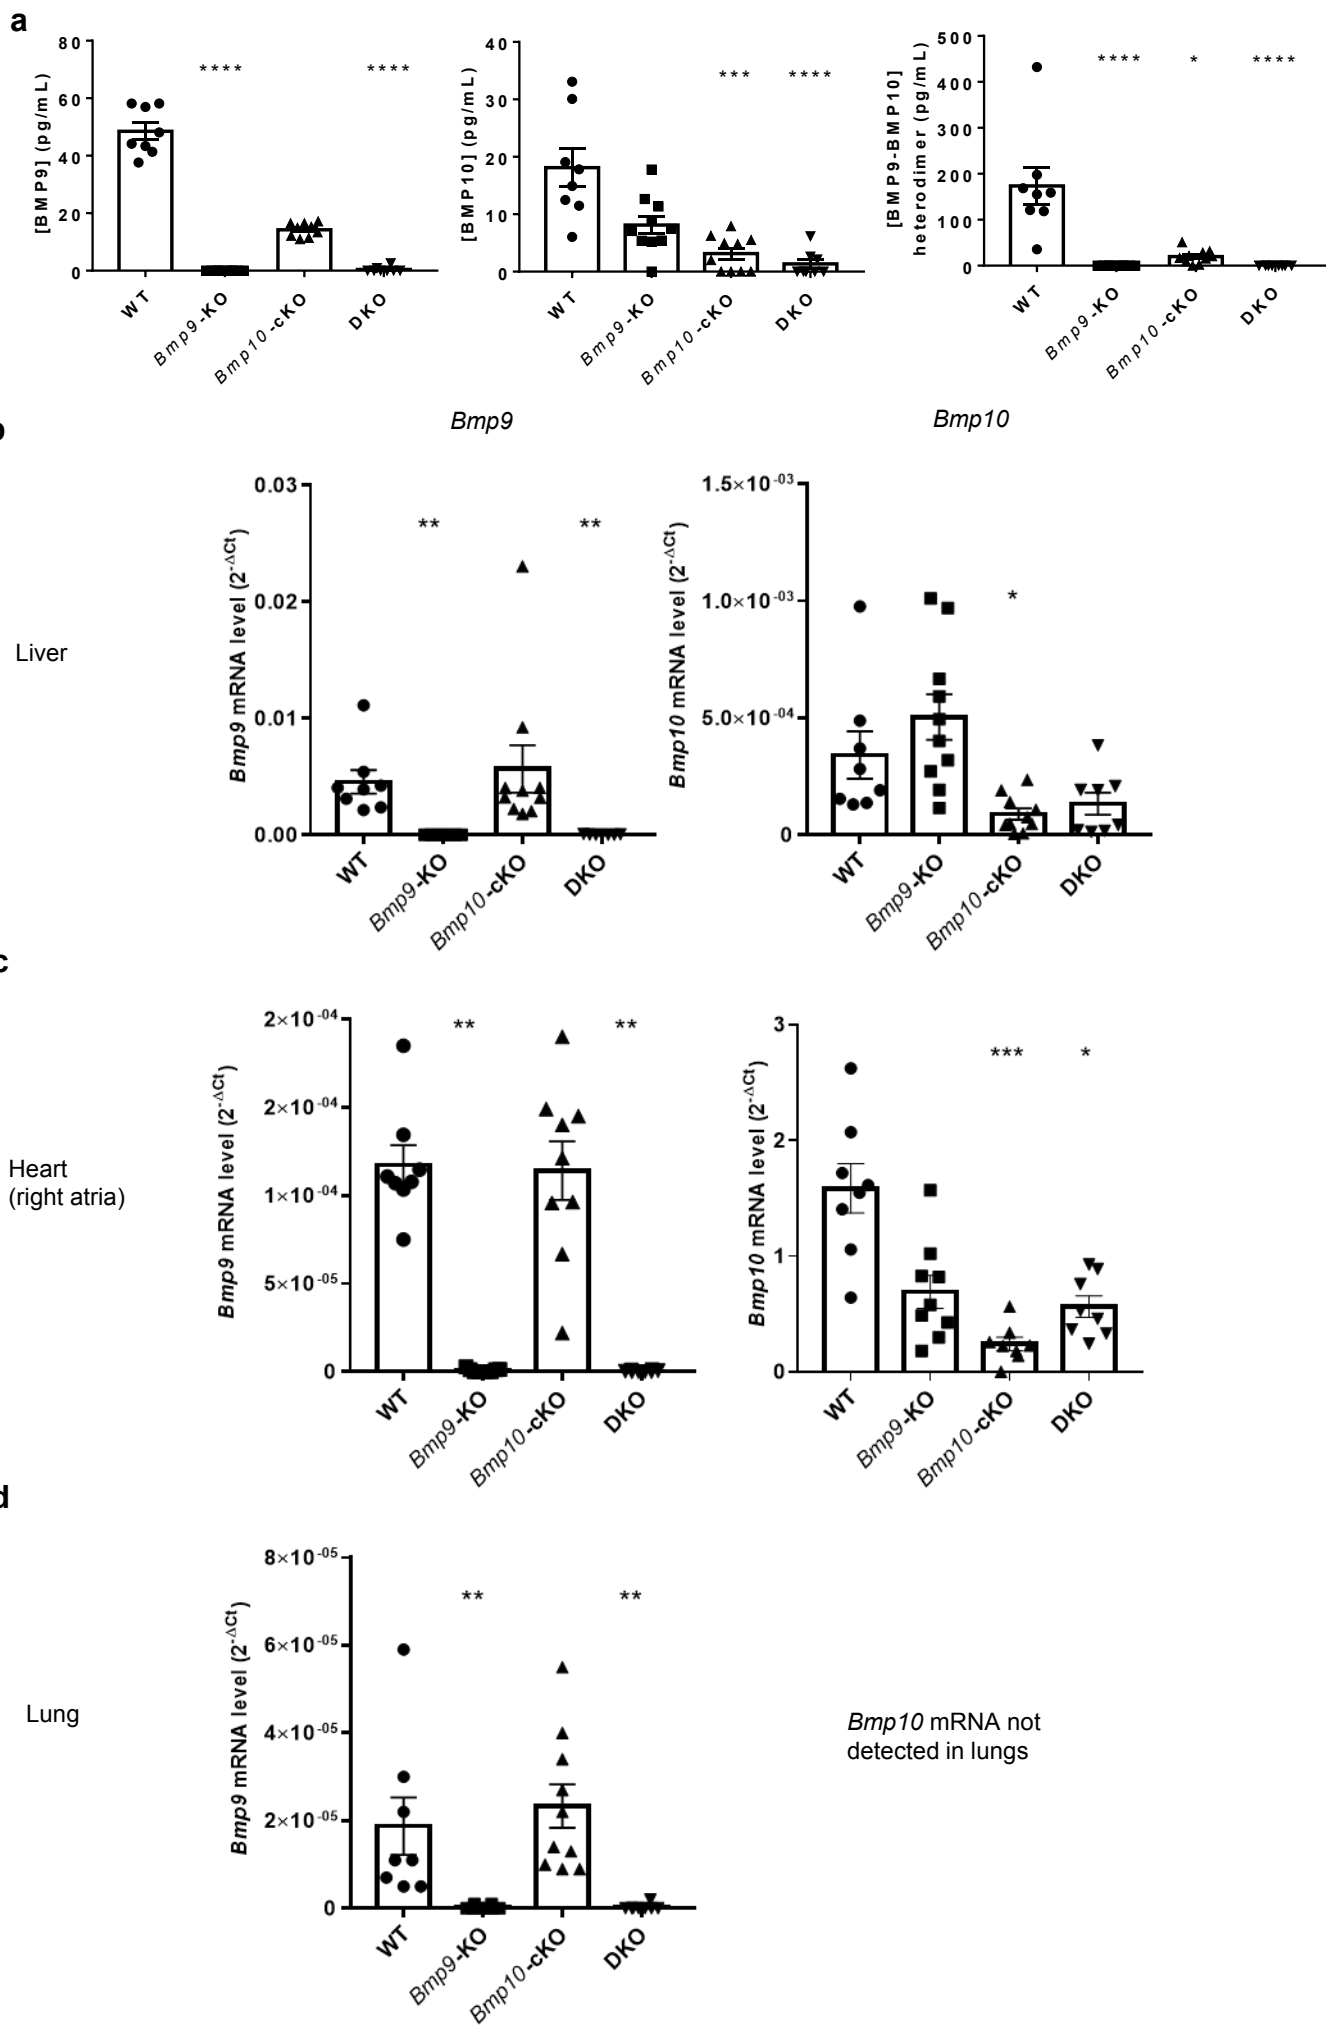 a
[BMP9] (pg/mL)
80
60
40
20
0
****
****
WT
Bmp9-KO
Bmp10-cKO
DKO
[BMP10] (pg/mL)
40
30
20
10
0
***
****
WT
Bmp9-KO
Bmp10-cKO
DKO
[BMP9-BMP10]
heterodimer (pg/mL)
500
400
300
200
100
0
****
*
****
WT
Bmp9-KO
Bmp10-cKO
DKO
Bmp9
Bmp10
Liver
Bmp9 mRNA level (2^-ΔCt)
0.03
0.02
0.01
0.00
**
**
WT
Bmp9-KO
Bmp10-cKO
DKO
Bmp10 mRNA level (2^-ΔCt)
1.5×10^-03
1.0×10^-03
5.0×10^-04
0
*
WT
Bmp9-KO
Bmp10-cKO
DKO
c
Heart
(right atria)
Bmp9 mRNA level (2^-ΔCt)
2×10^-04
2×10^-04
1×10^-04
5×10^-05
0
**
**
WT
Bmp9-KO
Bmp10-cKO
DKO
Bmp10 mRNA level (2^-ΔCt)
3
2
1
0
***
*
WT
Bmp9-KO
Bmp10-cKO
DKO
d
Lung
Bmp9 mRNA level (2^-ΔCt)
8×10^-05
6×10^-05
4×10^-05
2×10^-05
0
**
**
WT
Bmp9-KO
Bmp10-cKO
DKO
Bmp10 mRNA not
detected in lungs